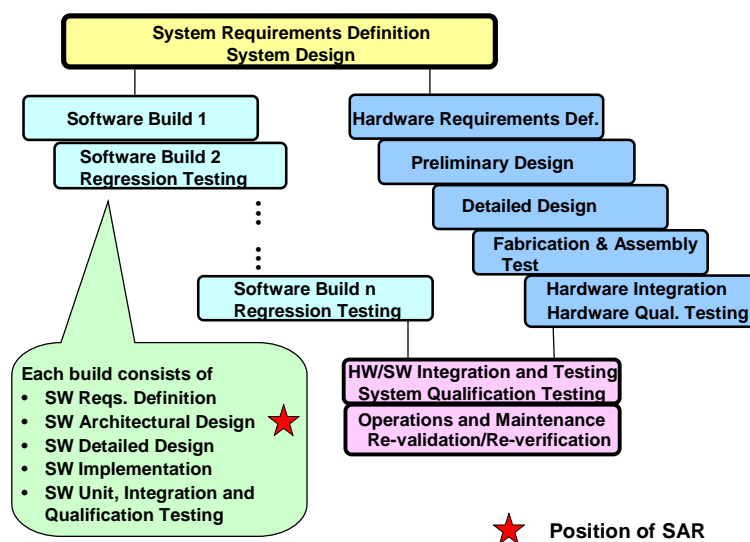 System Requirements Definition
System Design
Software Build 1
Hardware Requirements Def.
Software Build 2
Regression Testing
Preliminary Design
Detailed Design
Fabrication & Assembly
Test
Software Build n
Regression Testing
Hardware Integration
Hardware Qual. Testing
Each build consists of
• SW Reqs. Definition
• SW Architectural Design
• SW Detailed Design
• SW Implementation
• SW Unit, Integration and
Qualification Testing
HW/SW Integration and Testing
System Qualification Testing
Operations and Maintenance
Re-validation/Re-verification
Position of SAR